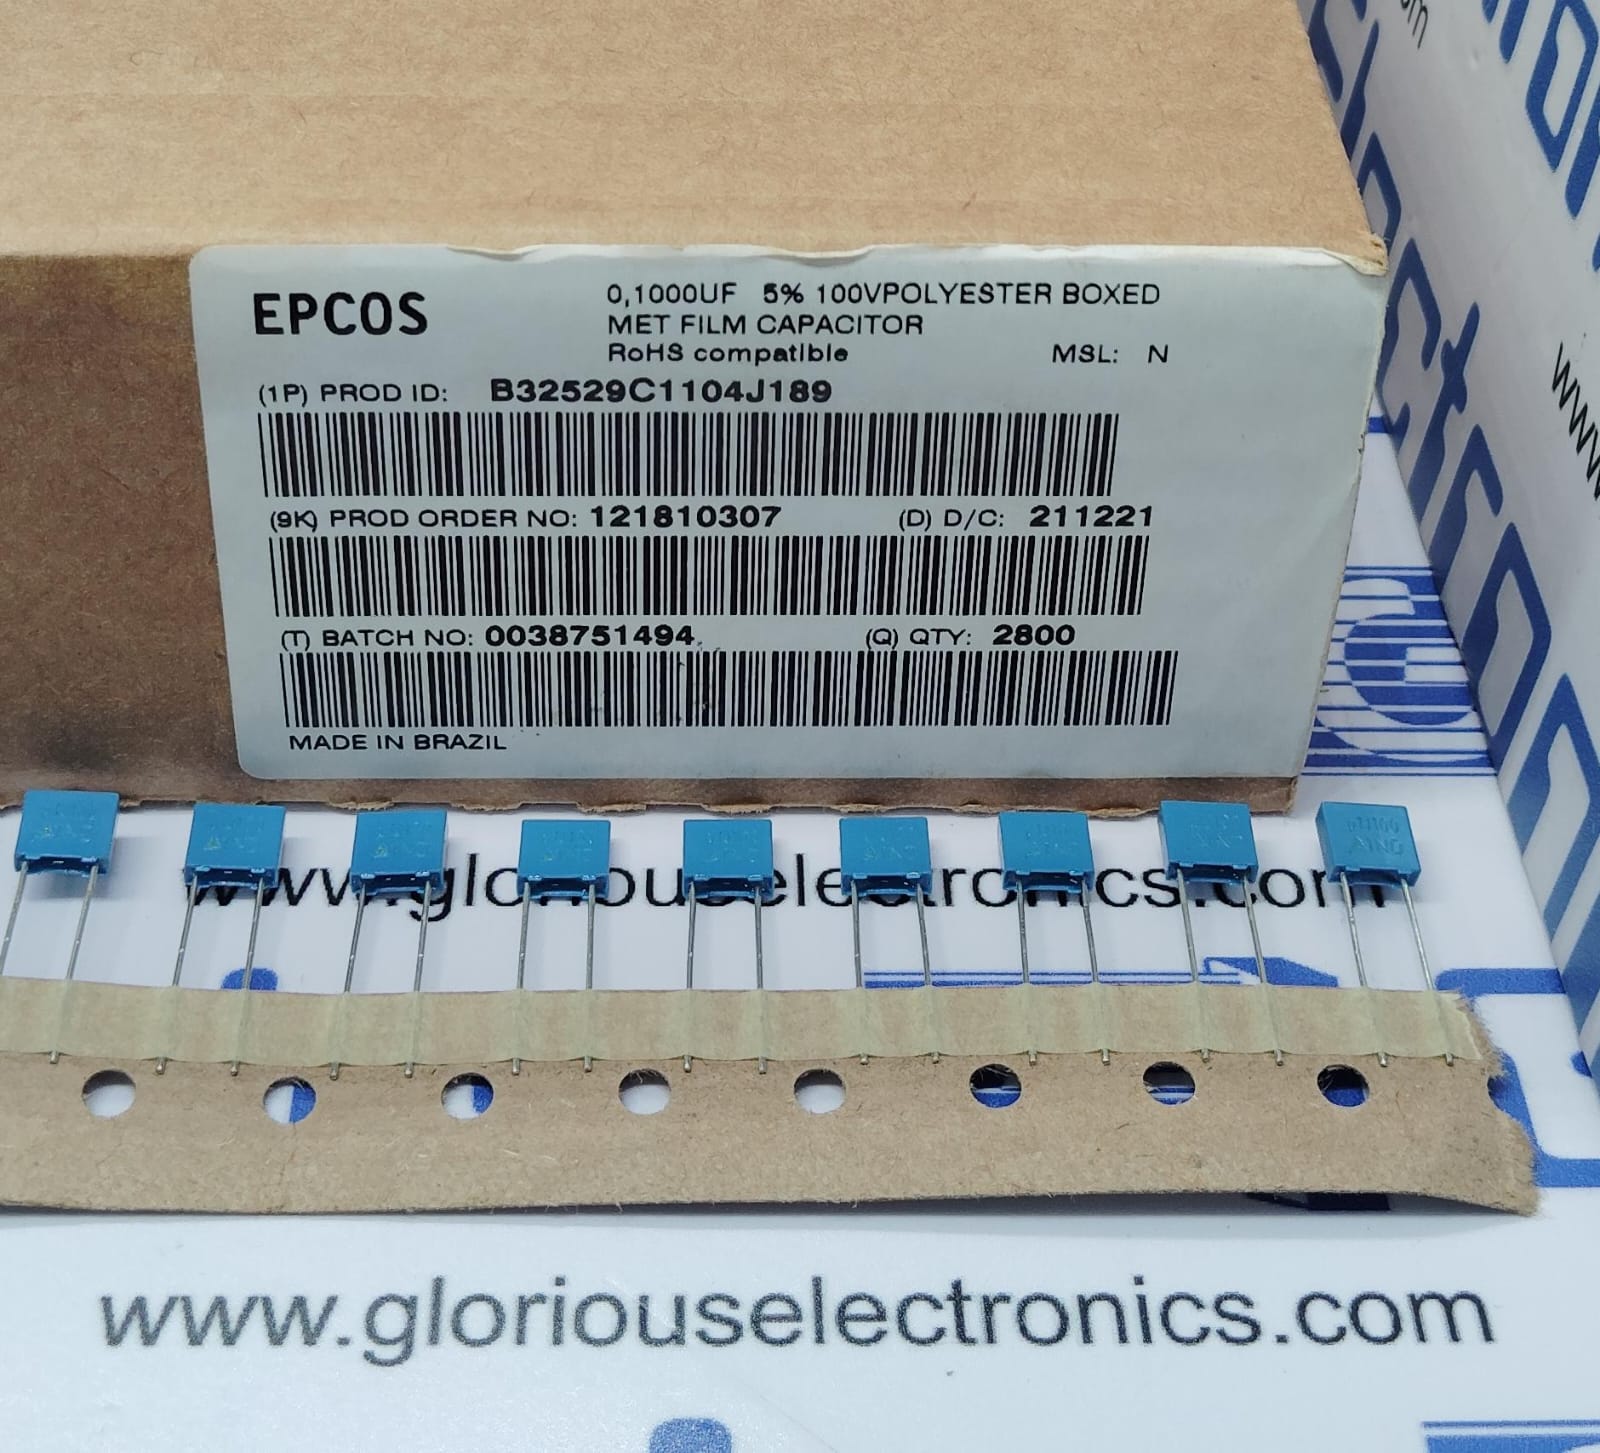 EPCOS
0,1000UF 5% 100VPOLYESTER BOXED
MET FILM CAPACITOR
RoHS compatible MSL: N
(1P) PROD ID: B32529C1104J189
(9K) PROD ORDER NO: 121810307 (D) D/C: 211221
(T) BATCH NO: 0038751494 (Q) QTY: 2800
MADE IN BRAZIL
www.gloriouselectronics.com
www.gloriouselectronics.com